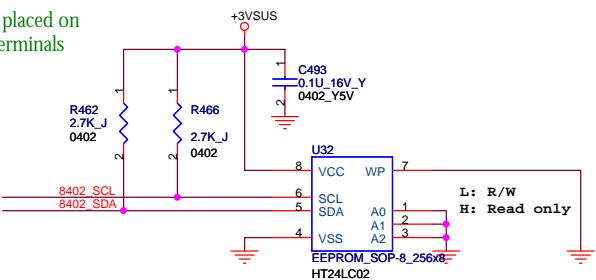 placed on
erminals
+3VSUS
1
C493
0.1U_16V_Y
0402_Y5V
2
1
R462
2.7K_J
0402
2
1
R466
2.7K_J
0402
2
U32
8 VCC WP 7
8402_SCL 6 SCL
8402_SDA 5 SDA A0 1
A1 2
4 VSS A2 3
L: R/W
H: Read only
EEPROM_SOP-8_256x8
HT24LC02